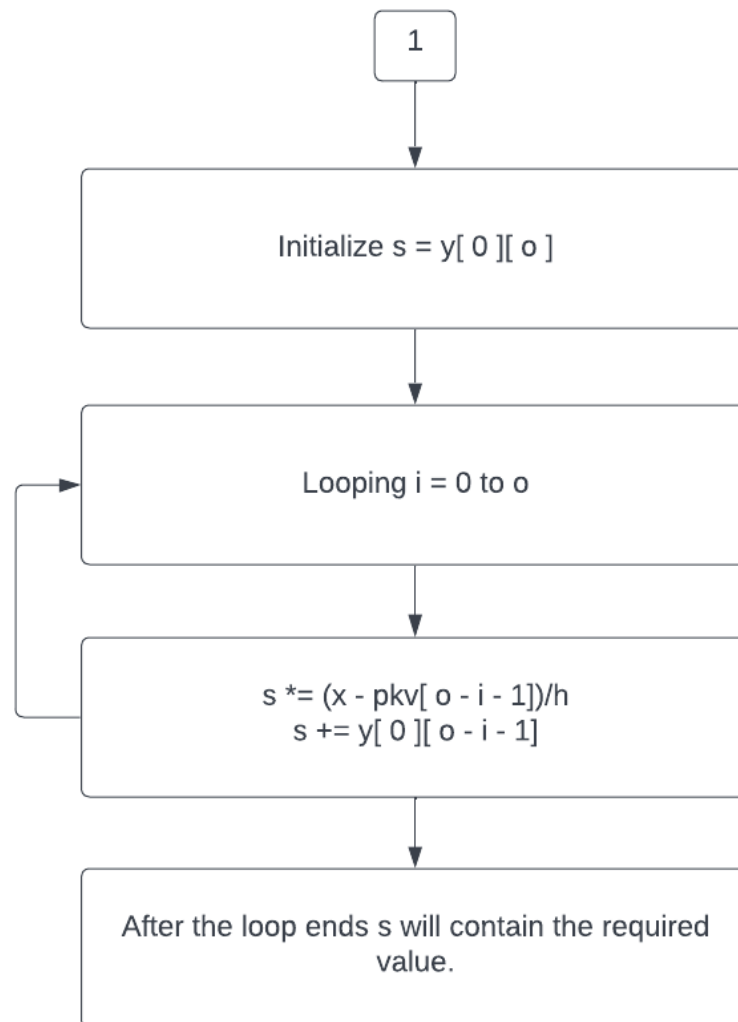 1
Initialize s = y[ 0 ][ o ]
Looping i = 0 to o
s *= (x - pkv[ o - i - 1])/h
s += y[ 0 ][ o - i - 1]
After the loop ends s will contain the required
value.